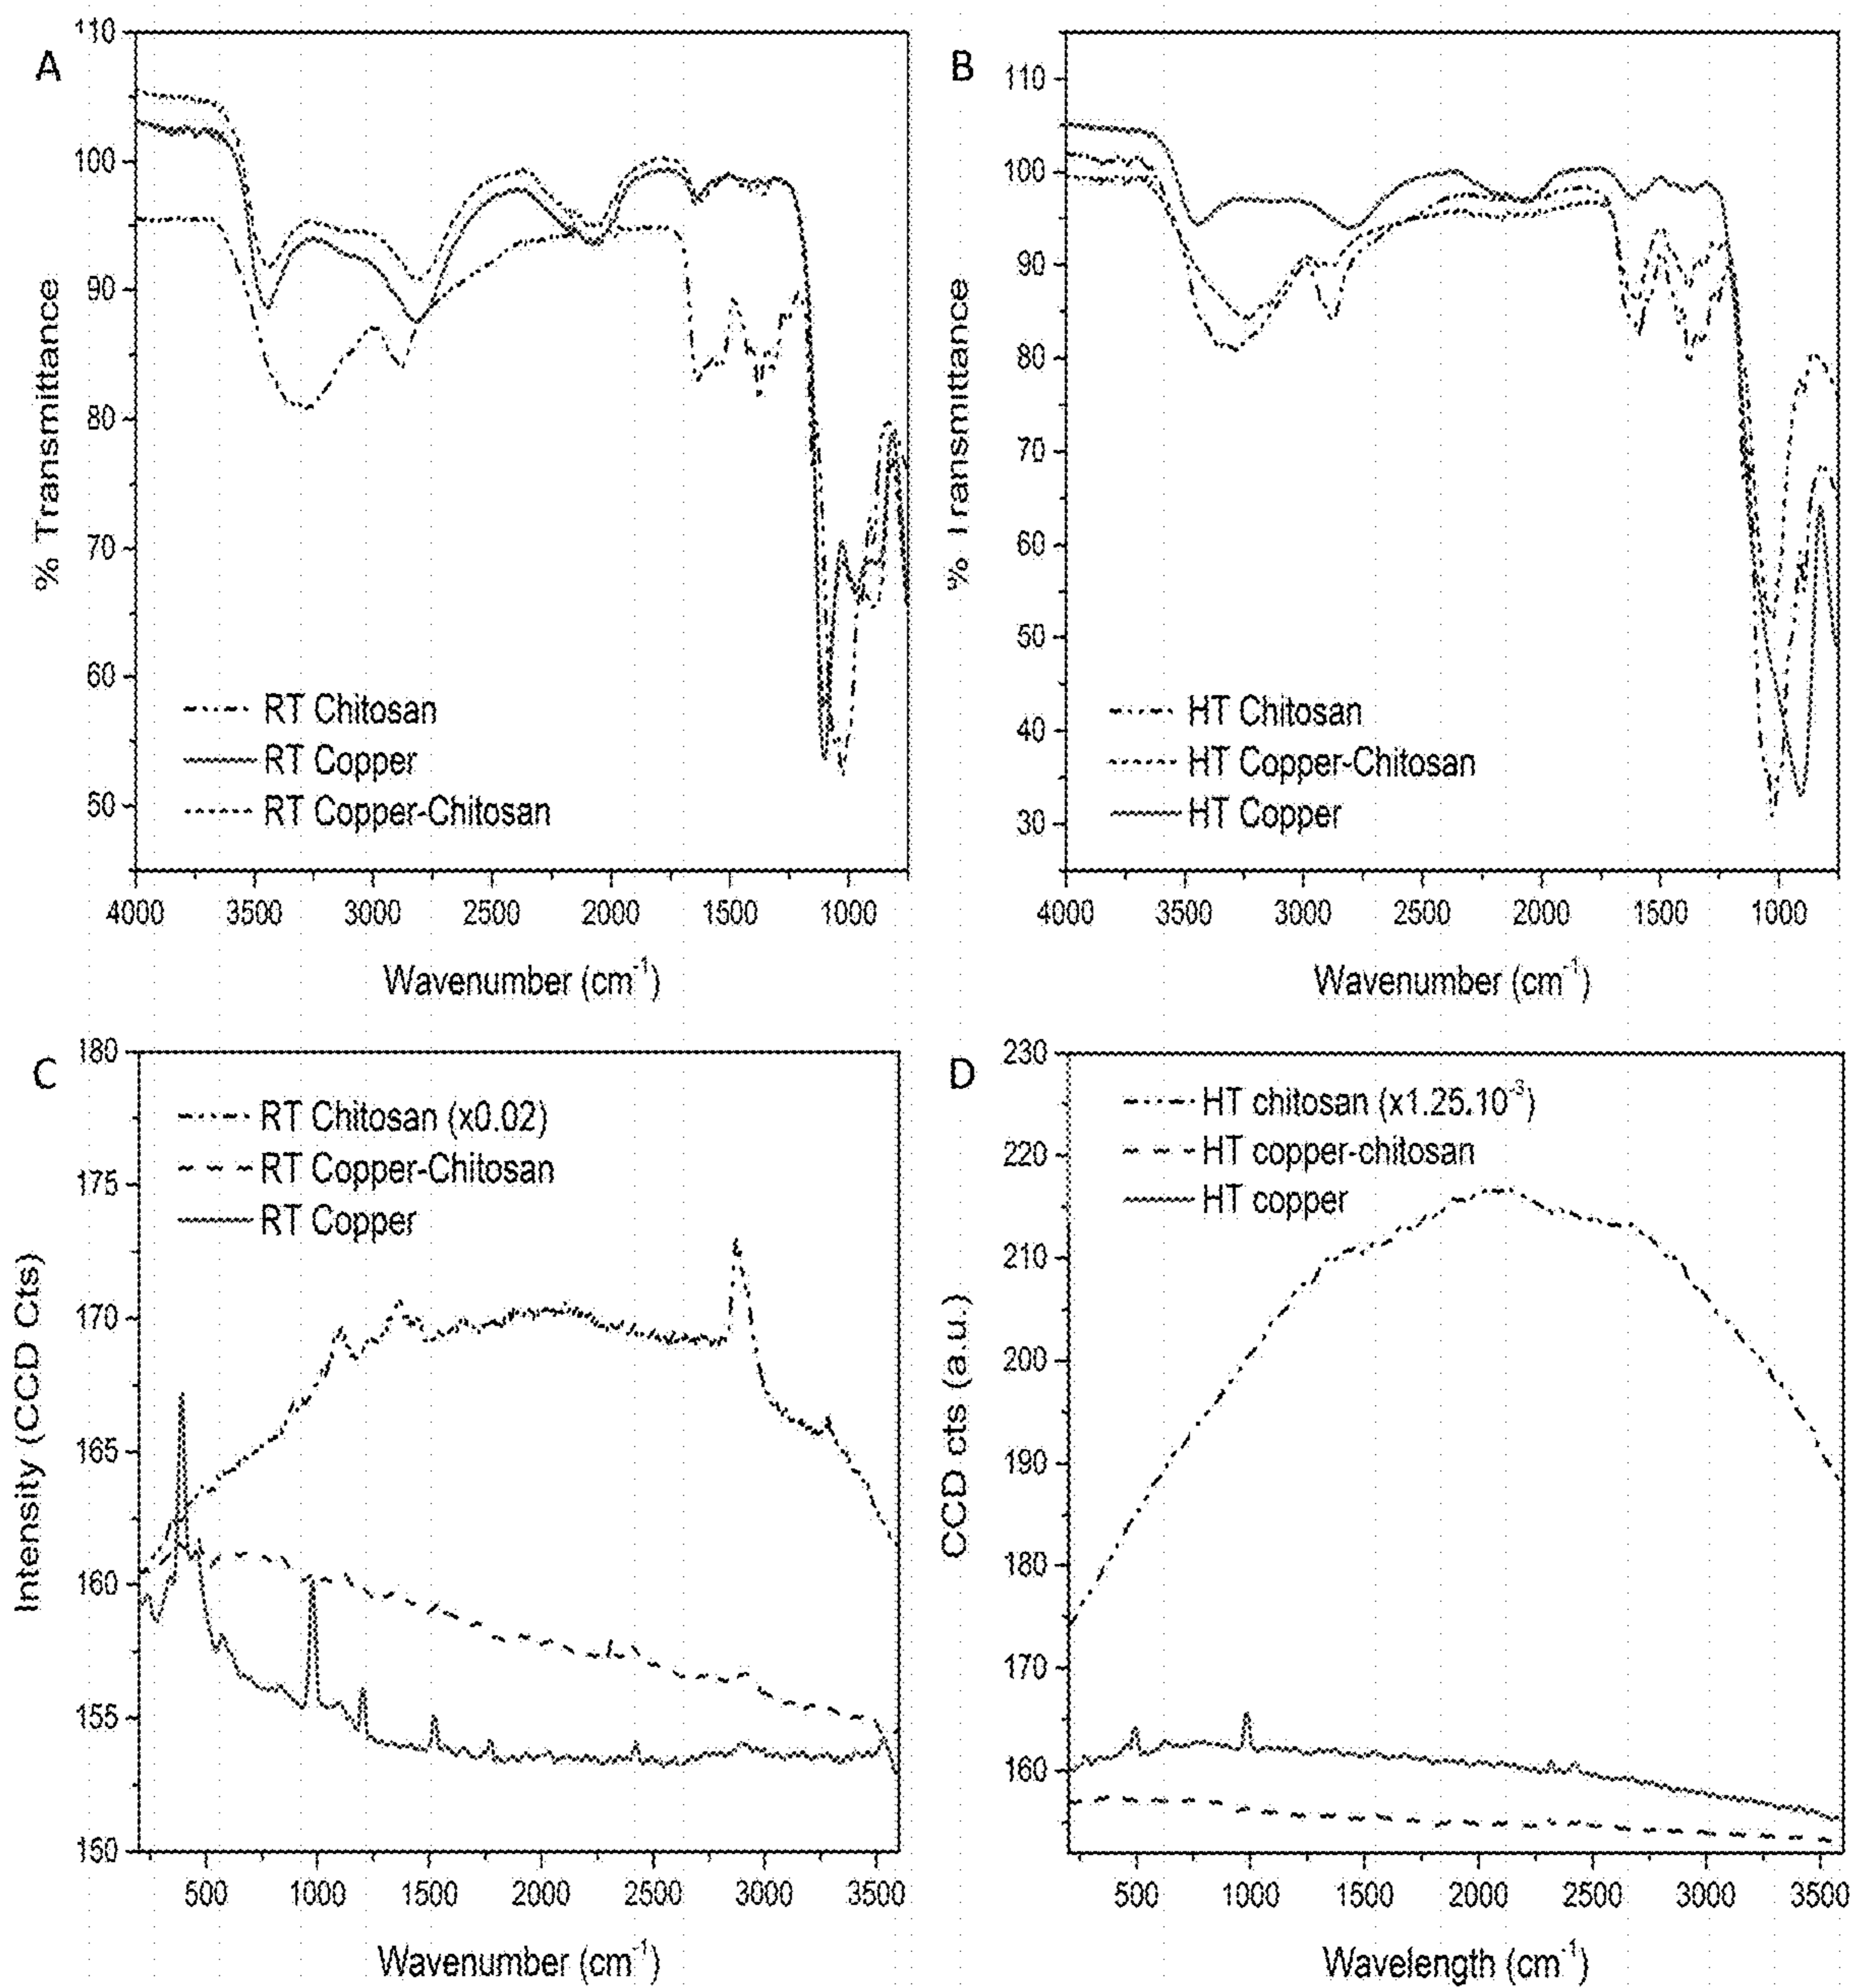 A
110
100
90
80
70
60
50
% Transmittance
RT Chitosan
RT Copper
RT Copper-Chitosan
4000 3500 3000 2500 2000 1500 1000
Wavenumber (cm⁻¹)
B
110
100
90
80
70
60
50
40
30
% Transmittance
HT Chitosan
HT Copper-Chitosan
HT Copper
4000 3500 3000 2500 2000 1500 1000
Wavenumber (cm⁻¹)
C
180
175
170
165
160
155
150
Intensity (CCD Cts)
RT Chitosan (x0.02)
RT Copper-Chitosan
RT Copper
500 1000 1500 2000 2500 3000 3500
Wavenumber (cm⁻¹)
D
230
220
210
200
190
180
170
160
CCD cts (a.u.)
HT chitosan (x1.25.10⁻³)
HT copper-chitosan
HT copper
500 1000 1500 2000 2500 3000 3500
Wavelength (cm⁻¹)